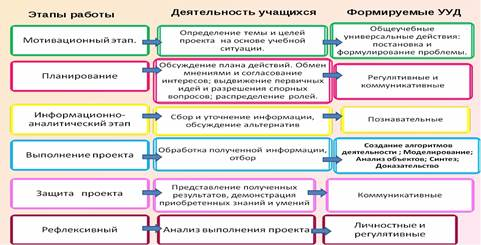 Этапы работы
Деятельность учащихся
Формируемые УУД
Мотивационный этап.
Определение темы и целей
проекта на основе учебной
ситуации.
Общеучебные
универсальные действия:
постановка и
формулирование проблемы.
Планирование
Обсуждение плана действий. Обмен
мнениями и согласование
интересов; выдвижение первичных
идей и разрешения спорных
вопросов; распределение ролей.
Регулятивные и
коммуникативные
Информационно-
аналитический этап
Сбор и уточнение информации,
обсуждение альтернатив
Познавательные
Выполнение проекта
Обработка полученной информации,
отбор
Создание алгоритмов
деятельности ; Моделирование;
Анализ объектов; Синтез;
Доказательство
Защита проекта
Представление полученных
результатов, демонстрация
приобретенных знаний и умений
Коммуникативные
Рефлексивный
Анализ выполнения проекта
Личностные и
регулятивные